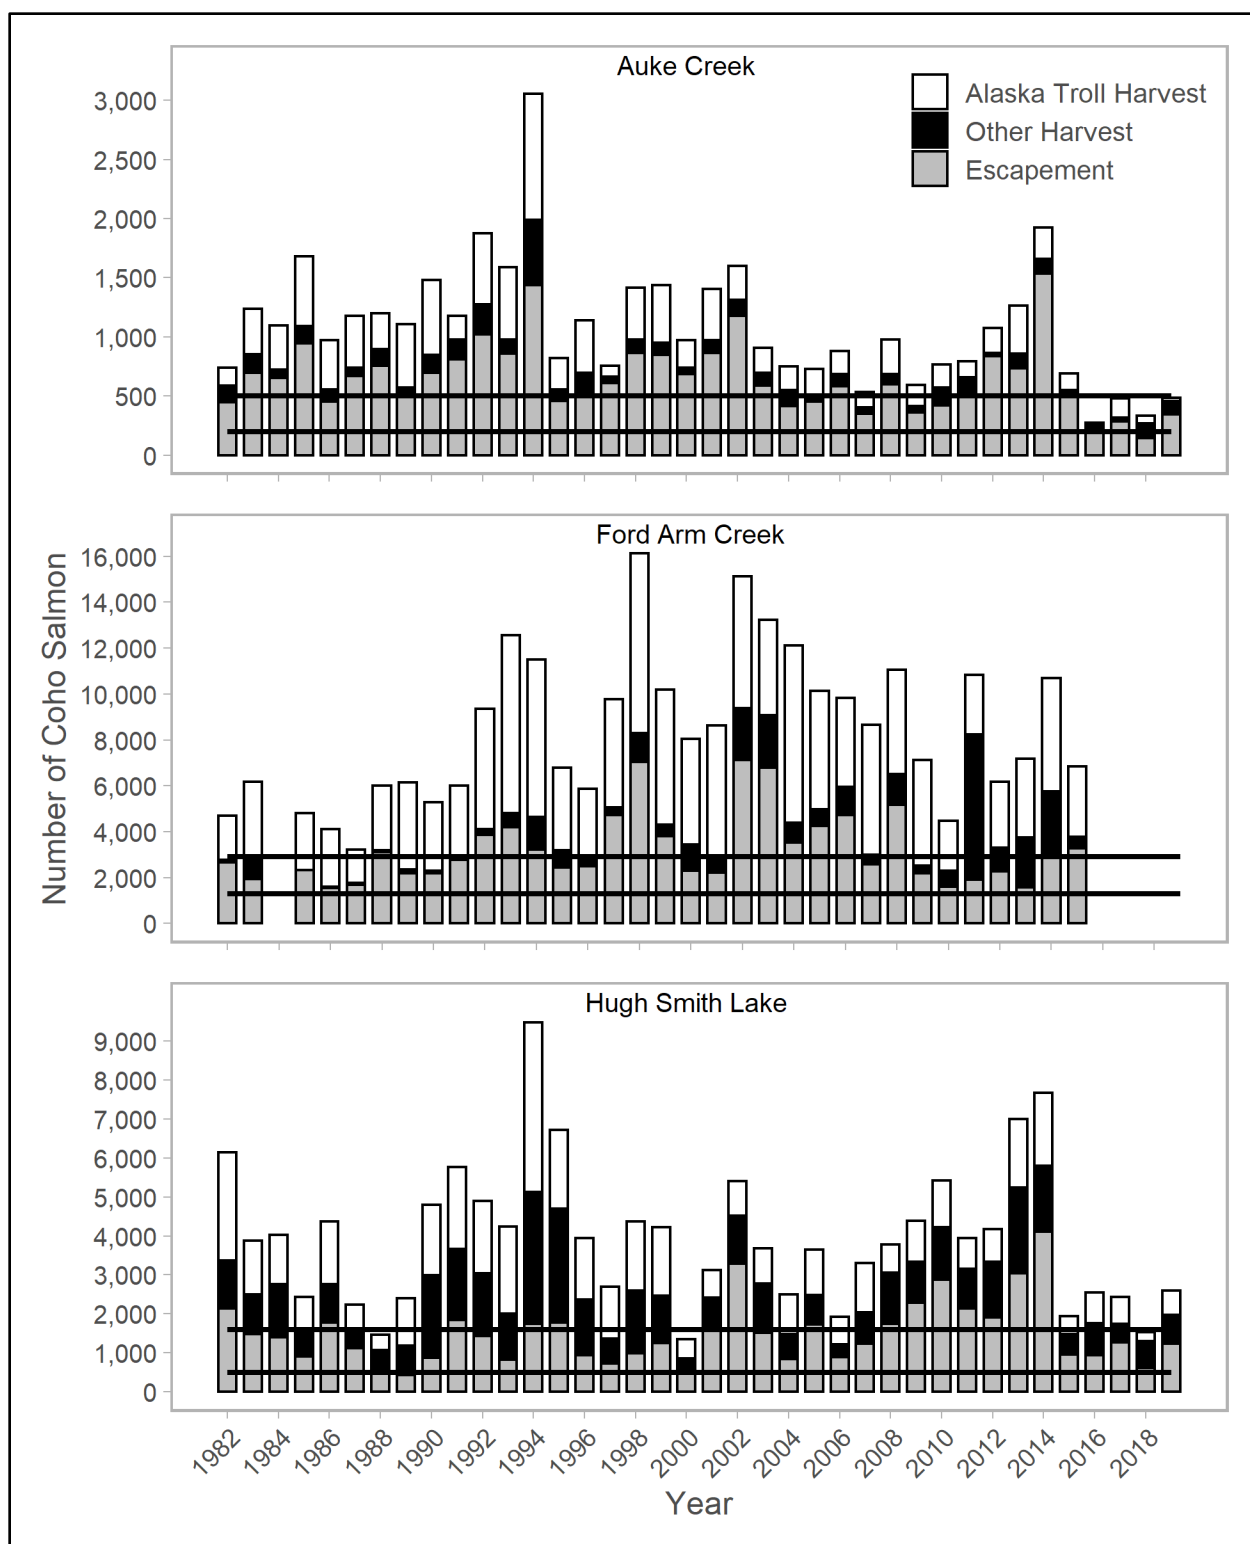 Auke Creek
Alaska Troll Harvest
Other Harvest
Escapement
3,000
2,500
2,000
1,500
1,000
500
0
Ford Arm Creek
16,000
14,000
12,000
10,000
8,000
6,000
4,000
2,000
0
Number of Coho Salmon
Hugh Smith Lake
9,000
8,000
7,000
6,000
5,000
4,000
3,000
2,000
1,000
0
1982 1984 1986 1988 1990 1992 1994 1996 1998 2000 2002 2004 2006 2008 2010 2012 2014 2016 2018
Year